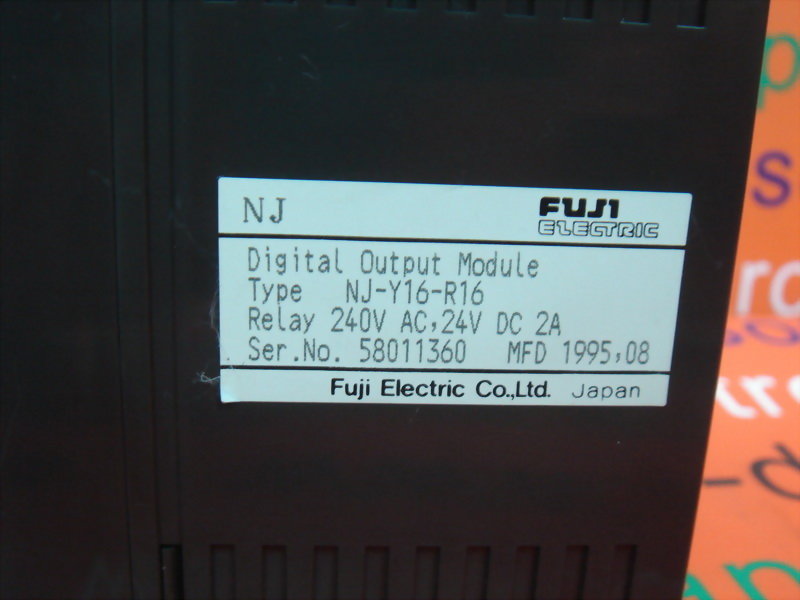 NJ
FUJI
ELECTRIC
Digital Output Module
Type NJ-Y16-R16
Relay 240V AC,24V DC 2A
Ser.No. 58011360 MFD 1995,08
Fuji Electric Co.,Ltd. Japan